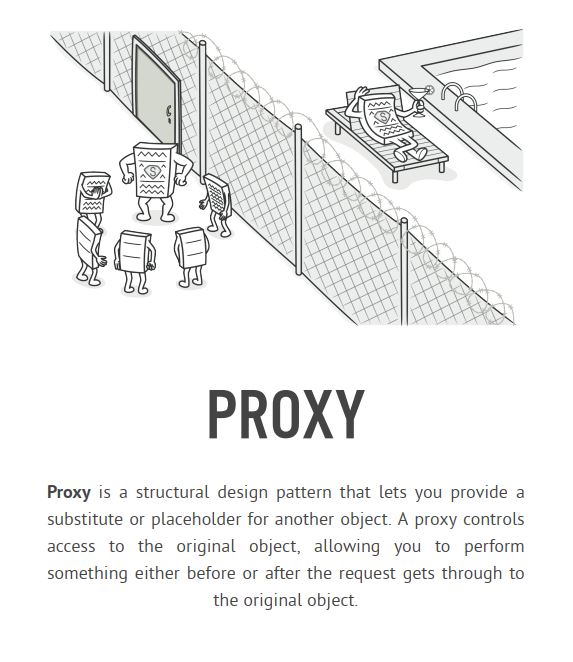 PROXY
Proxy is a structural design pattern that lets you provide a
substitute or placeholder for another object. A proxy controls
access to the original object, allowing you to perform
something either before or after the request gets through to
the original object.